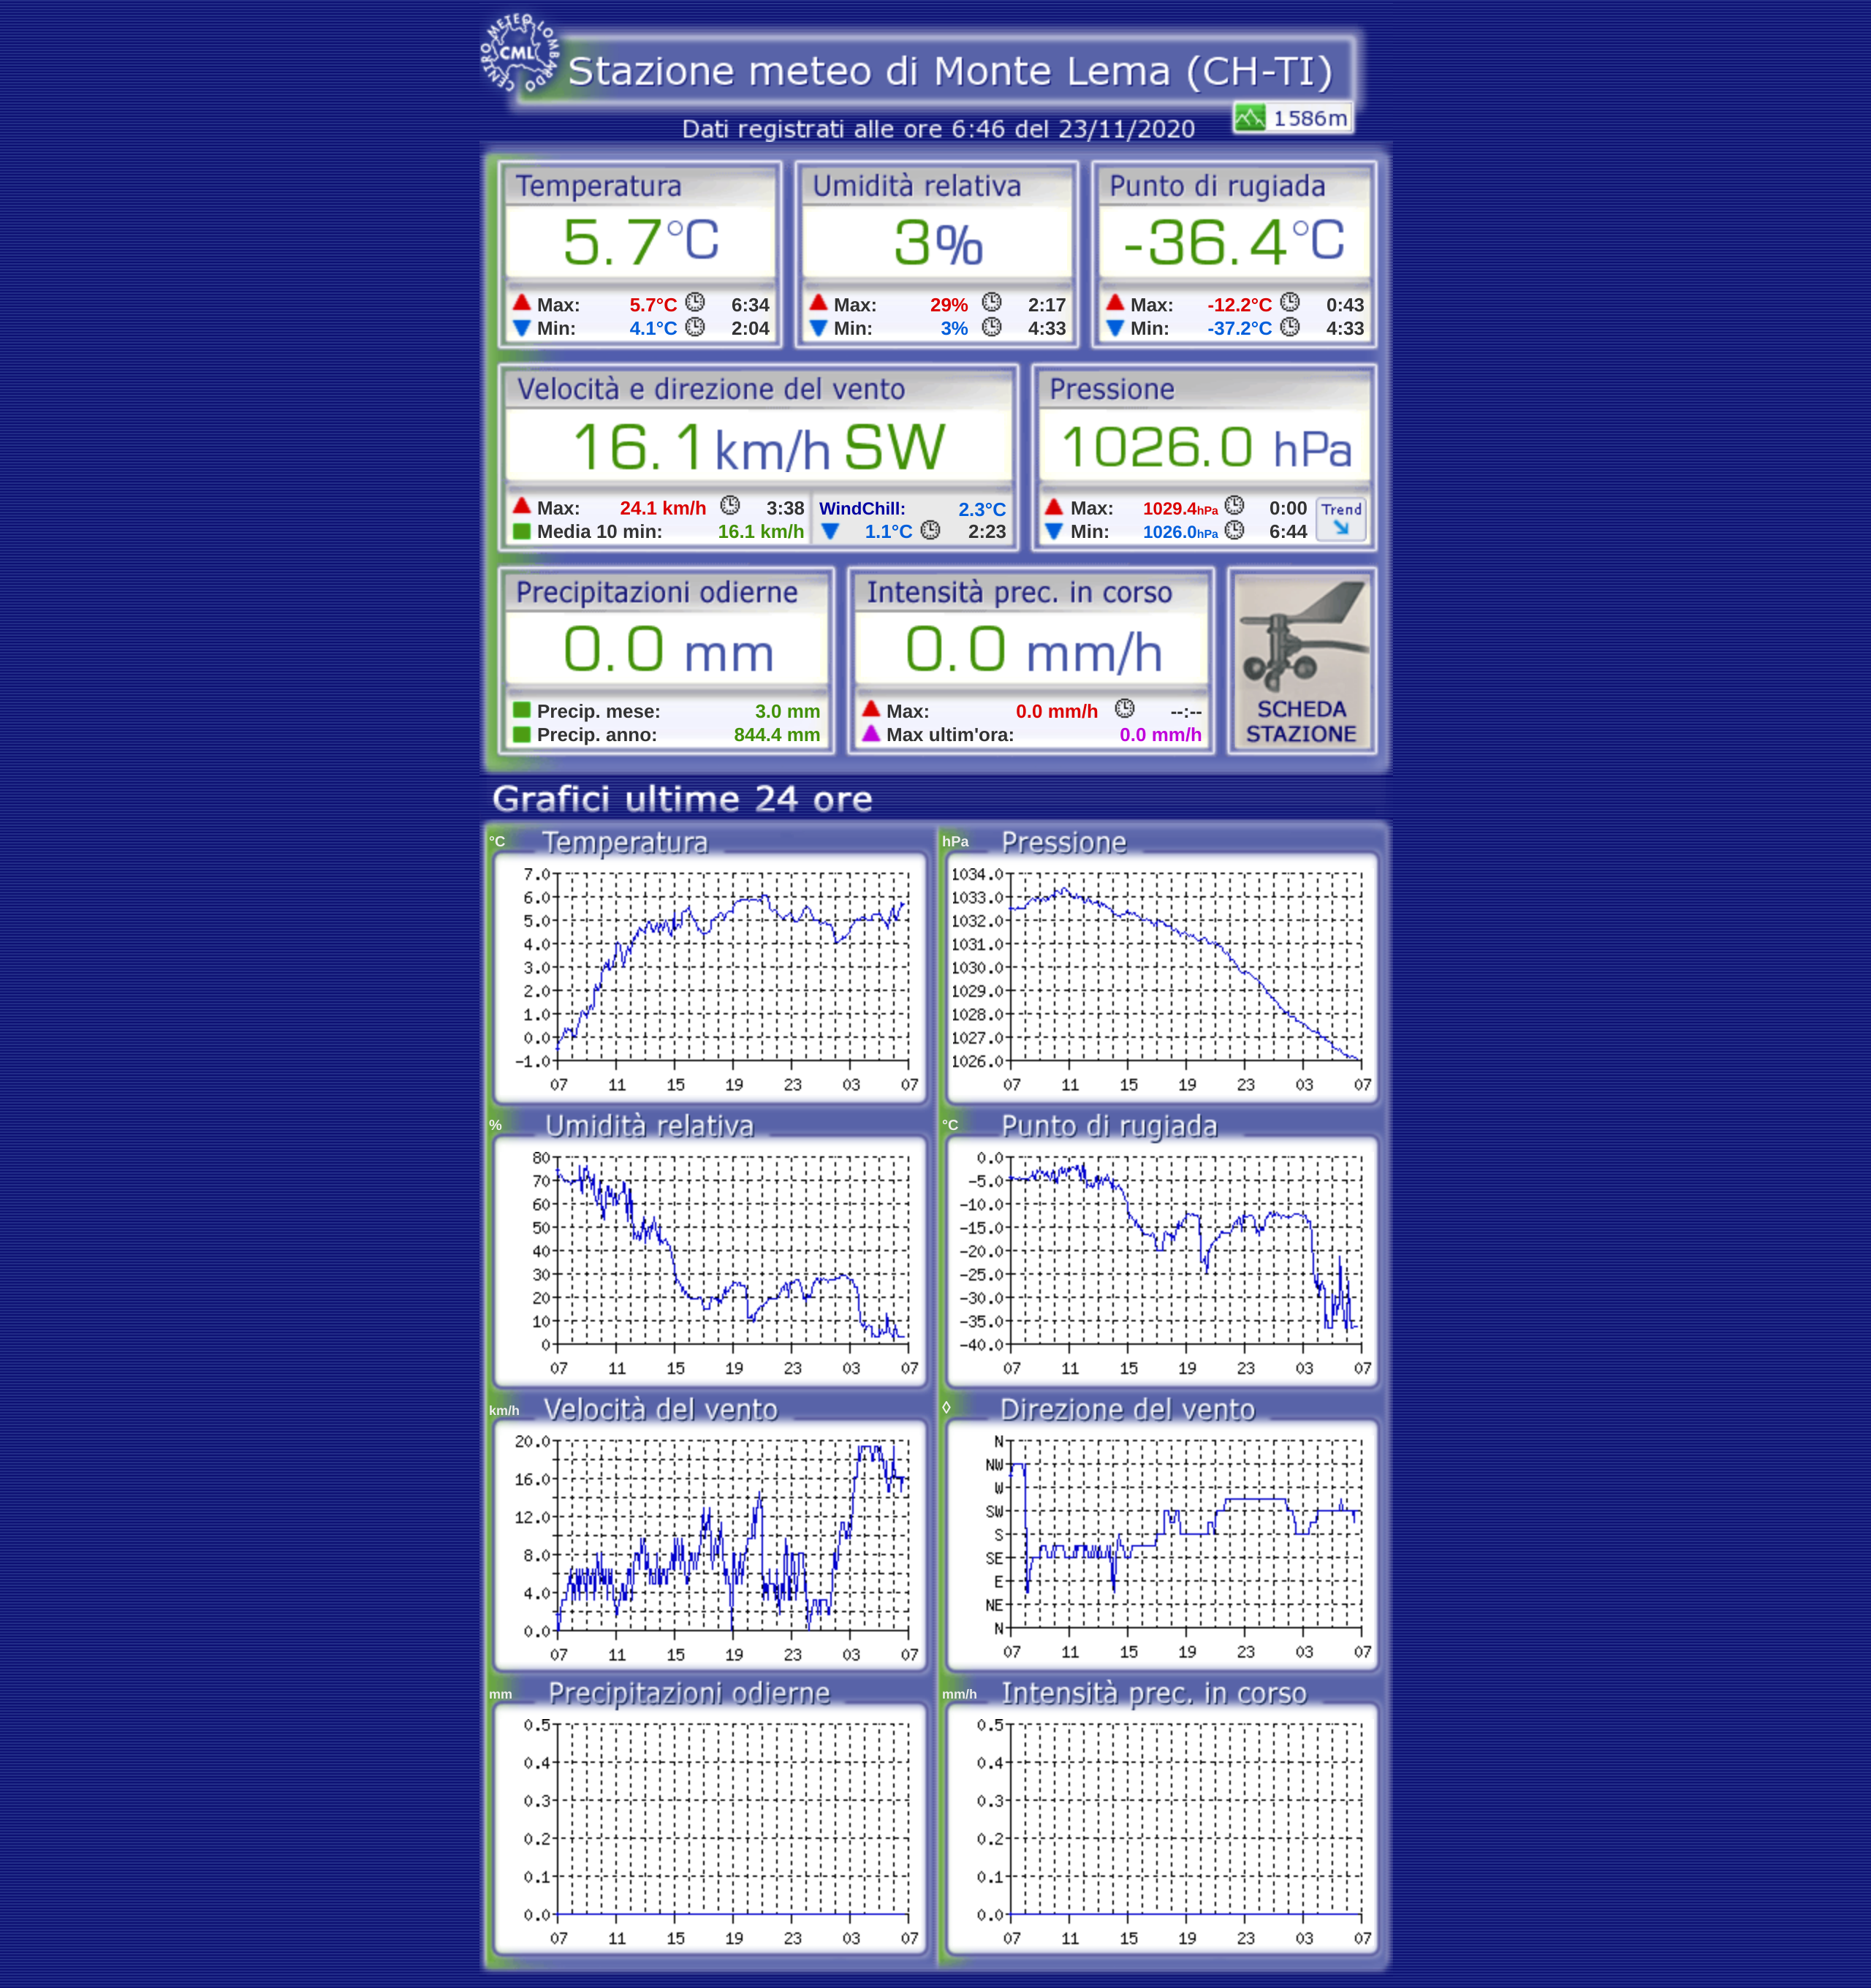 CENTRO METEO LOMBARDO
CML
Stazione meteo di Monte Lema (CH-TI)
1586m
Dati registrati alle ore 6:46 del 23/11/2020
Temperatura
5.7°C
Max: 5.7°C 6:34
Min: 4.1°C 2:04
Umidità relativa
3%
Max: 29% 2:17
Min: 3% 4:33
Punto di rugiada
-36.4°C
Max: -12.2°C 0:43
Min: -37.2°C 4:33
Velocità e direzione del vento
16.1 km/h SW
Max: 24.1 km/h 3:38
Media 10 min: 16.1 km/h
WindChill: 2.3°C
1.1°C 2:23
Pressione
1026.0 hPa
Max: 1029.4hPa 0:00
Min: 1026.0hPa 6:44
Trend
Precipitazioni odierne
0.0 mm
Precip. mese: 3.0 mm
Precip. anno: 844.4 mm
Intensità prec. in corso
0.0 mm/h
Max: 0.0 mm/h --:--
Max ultim'ora: 0.0 mm/h
SCHEDA
STAZIONE
Grafici ultime 24 ore
°C Temperatura
7.0
6.0
5.0
4.0
3.0
2.0
1.0
0.0
-1.0
07 11 15 19 23 03 07
hPa Pressione
1034.0
1033.0
1032.0
1031.0
1030.0
1029.0
1028.0
1027.0
1026.0
07 11 15 19 23 03 07
% Umidità relativa
80
70
60
50
40
30
20
10
0
07 11 15 19 23 03 07
°C Punto di rugiada
0.0
-5.0
-10.0
-15.0
-20.0
-25.0
-30.0
-35.0
-40.0
07 11 15 19 23 03 07
km/h Velocità del vento
20.0
16.0
12.0
8.0
4.0
0.0
07 11 15 19 23 03 07
◊ Direzione del vento
N
NW
W
SW
S
SE
E
NE
N
07 11 15 19 23 03 07
mm Precipitazioni odierne
0.5
0.4
0.3
0.2
0.1
0.0
07 11 15 19 23 03 07
mm/h Intensità prec. in corso
0.5
0.4
0.3
0.2
0.1
0.0
07 11 15 19 23 03 07